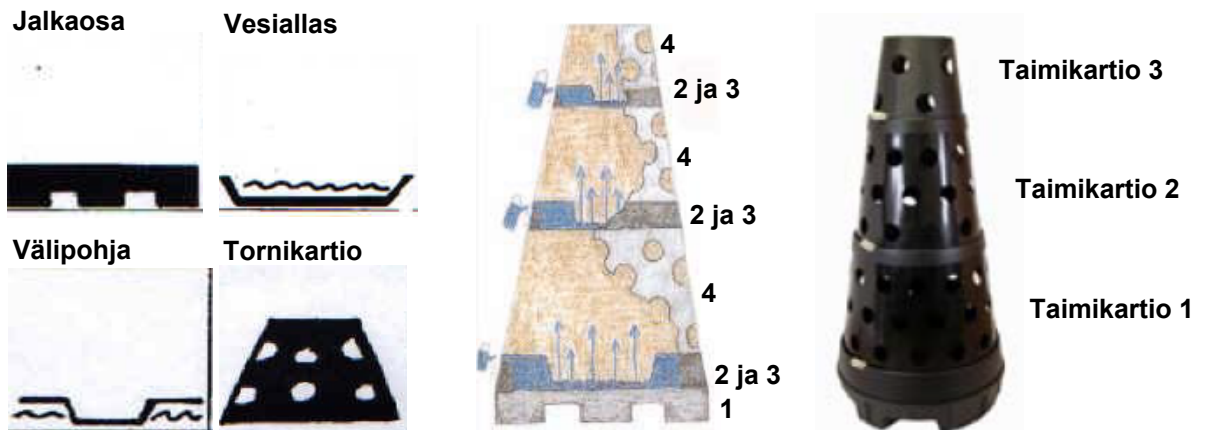 Jalkaosa
Vesiallas
Välipohja
Tornikartio
4
2 ja 3
4
2 ja 3
4
2 ja 3
1
Taimikartio 3
Taimikartio 2
Taimikartio 1